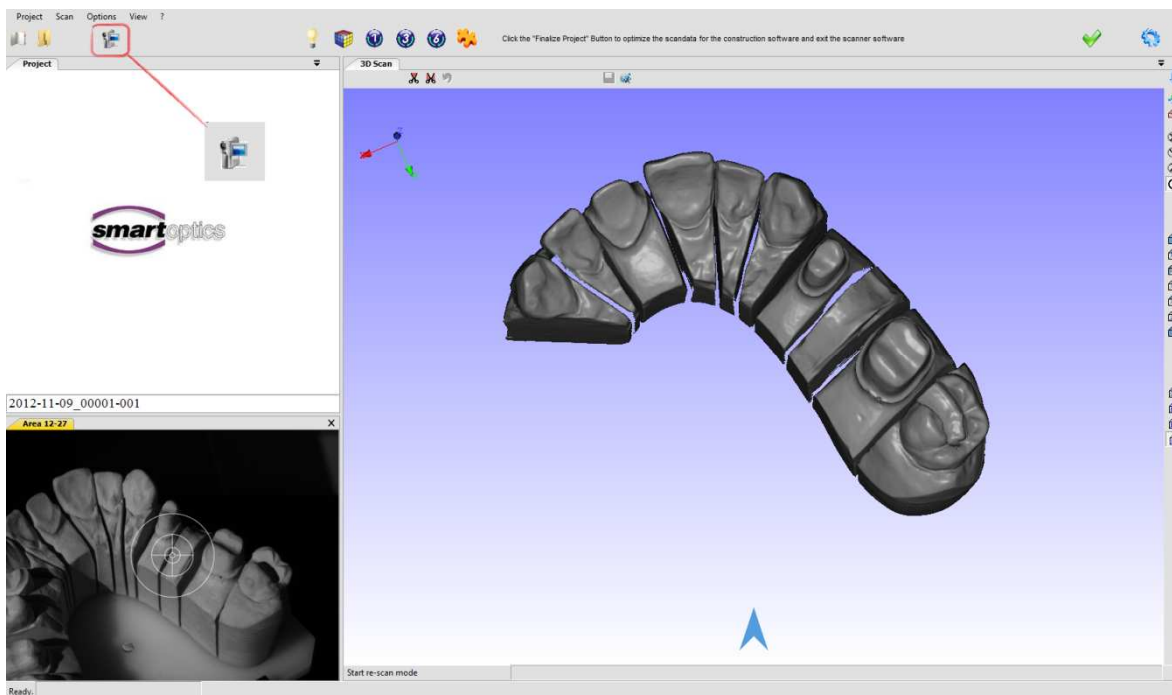 Project Scan Options View ?
Click the "Finalize Project" Button to optimize the scandata for the construction software and exit the scanner software
Project
3D Scan
smartoptics
2012-11-09_00001-001
Area 12-27
X
Start re-scan mode
Ready.